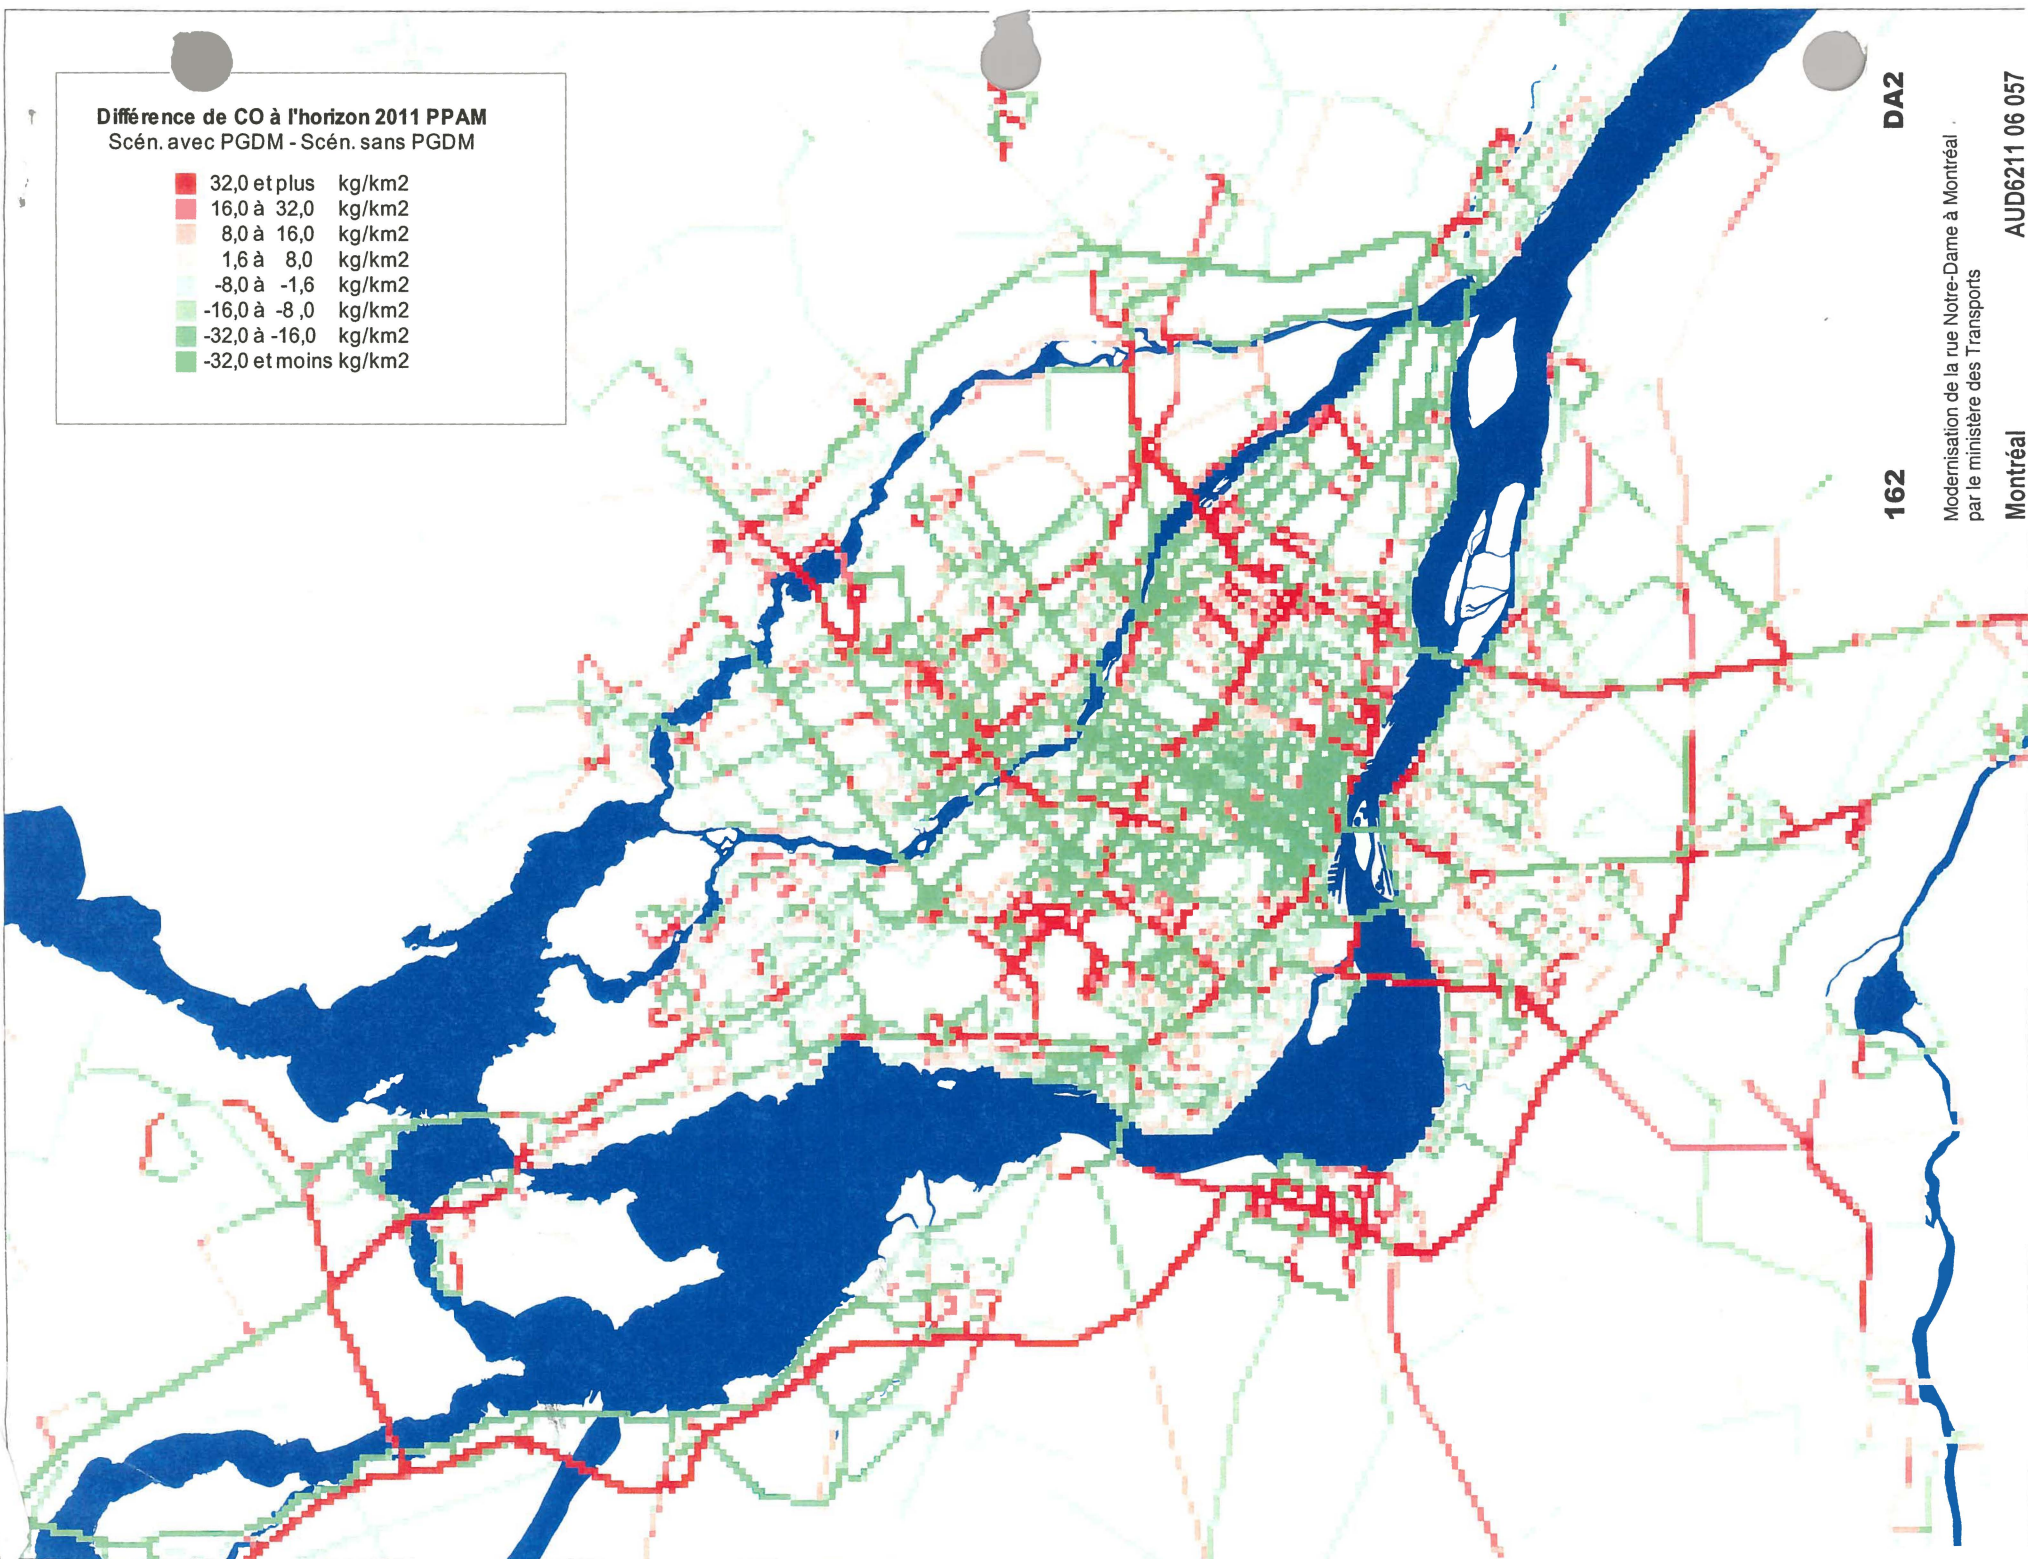 Différence de CO à l'horizon 2011 PPAM
Scén. avec PGDM - Scén. sans PGDM
32,0 et plus kg/km2
16,0 à 32,0 kg/km2
8,0 à 16,0 kg/km2
1,6 à 8,0 kg/km2
-8,0 à -1,6 kg/km2
-16,0 à -8,0 kg/km2
-32,0 à -16,0 kg/km2
-32,0 et moins kg/km2
162 DA2
Modernisation de la rue Notre-Dame à Montréal
par le ministère des Transports
Montréal AUD6211 06 057